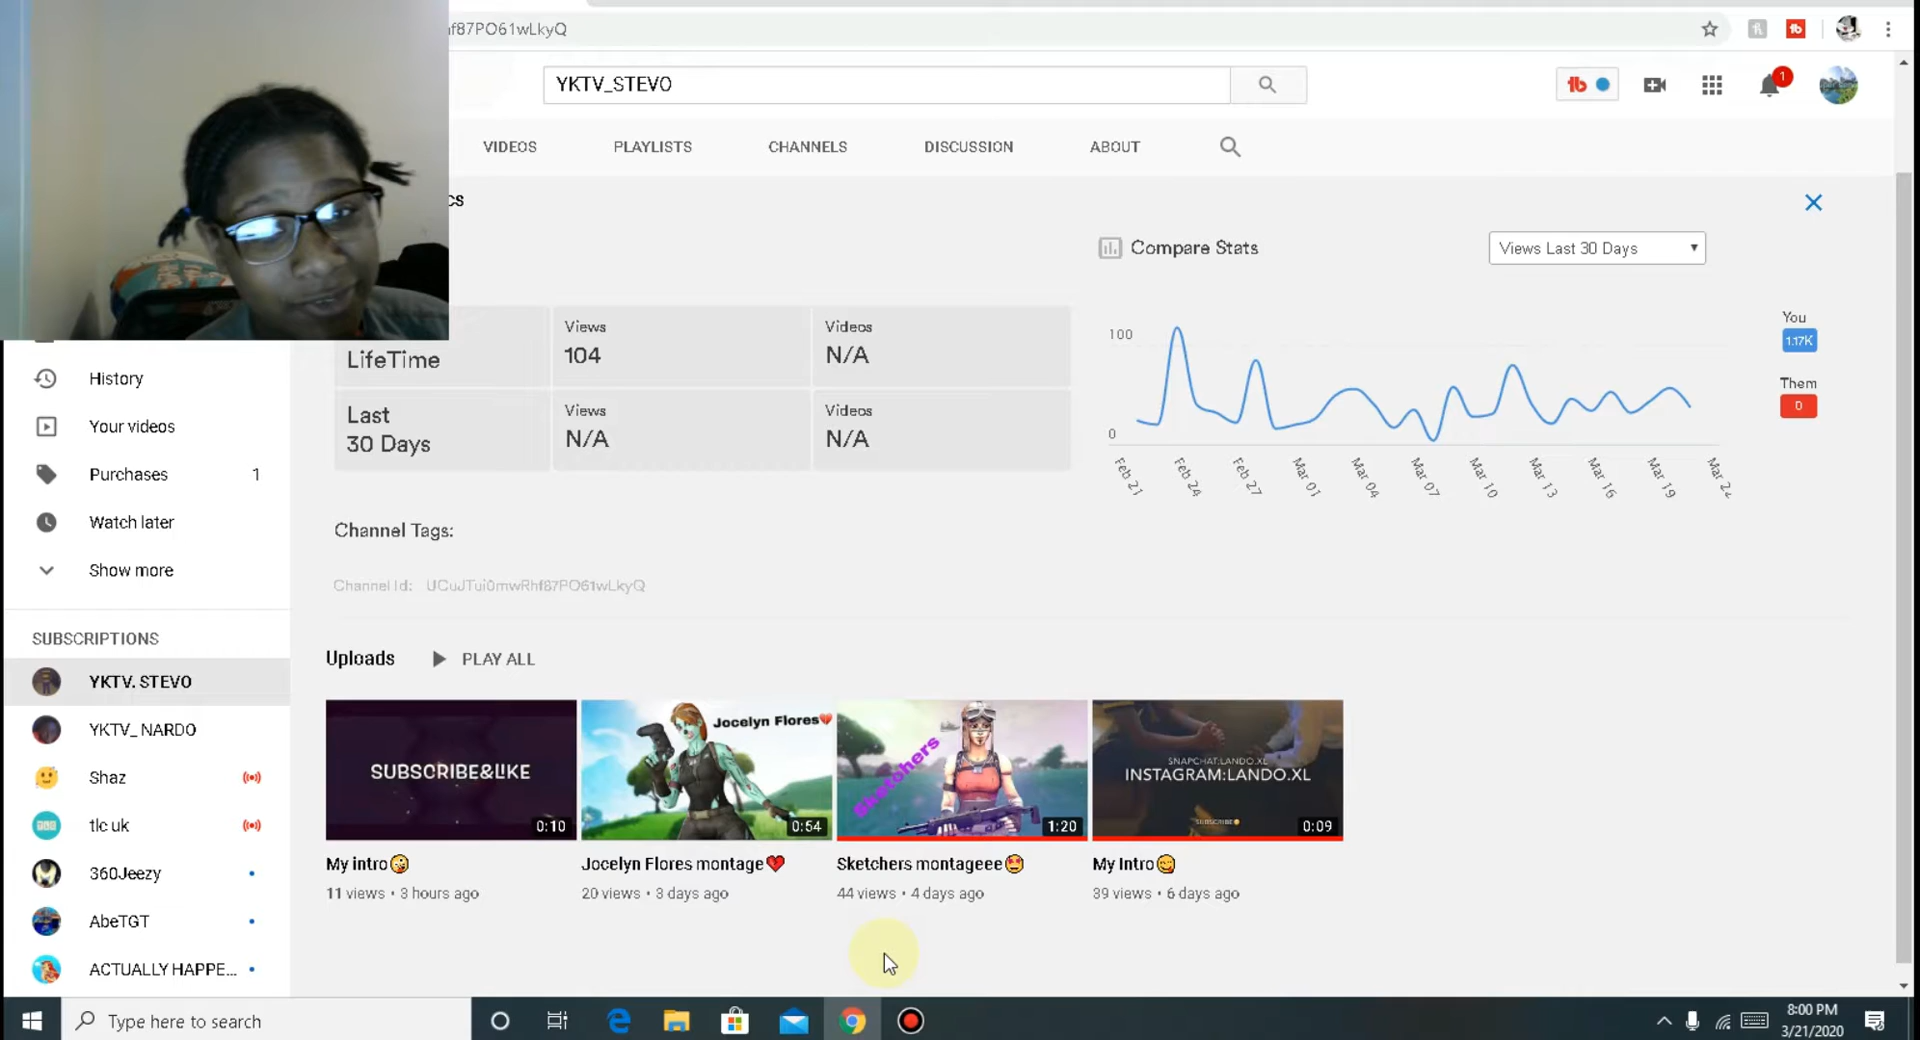 f87PO61wLkyQ
YKTV_STEVO
1
VIDEOS PLAYLISTS CHANNELS DISCUSSION ABOUT
cs
Compare Stats
Views Last 30 Days
LifeTime
Views
104
Videos
N/A
Last
30 Days
Views
N/A
Videos
N/A
100
0
Feb 21 Feb 24 Feb 27 Mar 01 Mar 04 Mar 07 Mar 10 Mar 13 Mar 16 Mar 19
You
1.17K
Them
0
History
Your videos
Purchases 1
Watch later
Show more
SUBSCRIPTIONS
YKTV. STEVO
YKTV_ NARDO
Shaz
tlc uk
360Jeezy
AbeTGT
ACTUALLY HAPPE...
Channel Tags:
Channel Id: UCuJTui0mwRhf87PO61wLkyQ
Uploads PLAY ALL
SUBSCRIBE&LIKE
0:10
Jocelyn Flores💔
0:54
Sketchers
1:20
SNAPCHAT:LANDO.XL
INSTAGRAM:LANDO.XL
SUBSCRIBE
0:09
My intro🤪
11 views • 3 hours ago
Jocelyn Flores montage💔
20 views • 3 days ago
Sketchers montageee🤩
44 views • 4 days ago
My Intro😋
39 views • 6 days ago
Type here to search
8:00 PM
3/21/2020